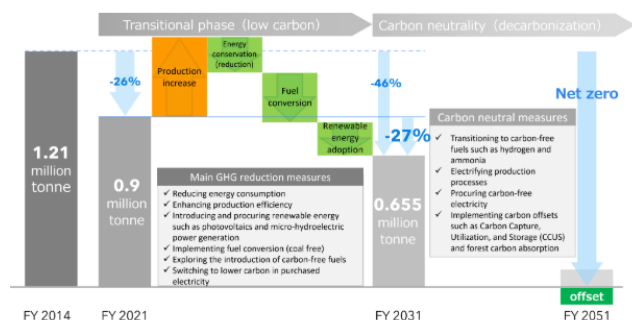 Transitional phase (low carbon)
Carbon neutrality (decarbonization)
-26%
Production
increase
Energy
conservation
(reduction)
Fuel
conversion
Renewable
energy
adoption
-46%
-27%
Net zero
1.21
million
tonne
0.9
million
tonne
Main GHG reduction measures
✓ Reducing energy consumption
✓ Enhancing production efficiency
✓ Introducing and procuring renewable energy
such as photovoltaics and micro-hydroelectric
power generation
✓ Implementing fuel conversion (coal free)
✓ Exploring the introduction of carbon-free fuels
✓ Switching to lower carbon in purchased
electricity
0.655
million
tonne
Carbon neutral measures
✓ Transitioning to carbon-free
fuels such as hydrogen and
ammonia
✓ Electrifying production
processes
✓ Procuring carbon-free
electricity
✓ Implementing carbon offsets
such as Carbon Capture,
Utilization, and Storage (CCUS)
and forest carbon absorption
offset
FY 2014
FY 2021
FY 2031
FY 2051